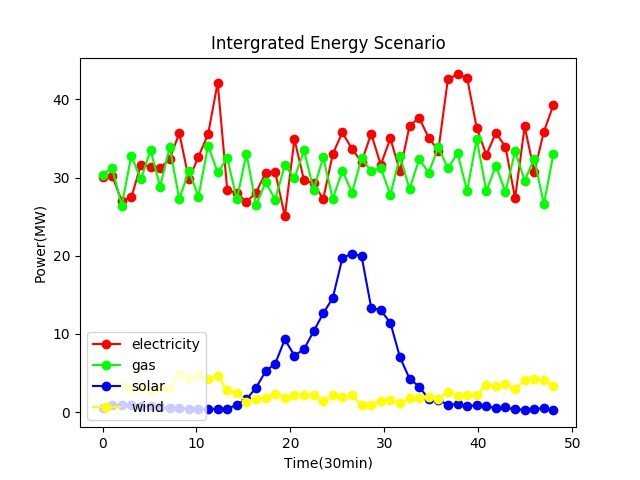 Intergrated Energy Scenario
Power(MW)
40
30
20
10
0
electricity
gas
solar
wind
0 10 20 30 40 50
Time(30min)